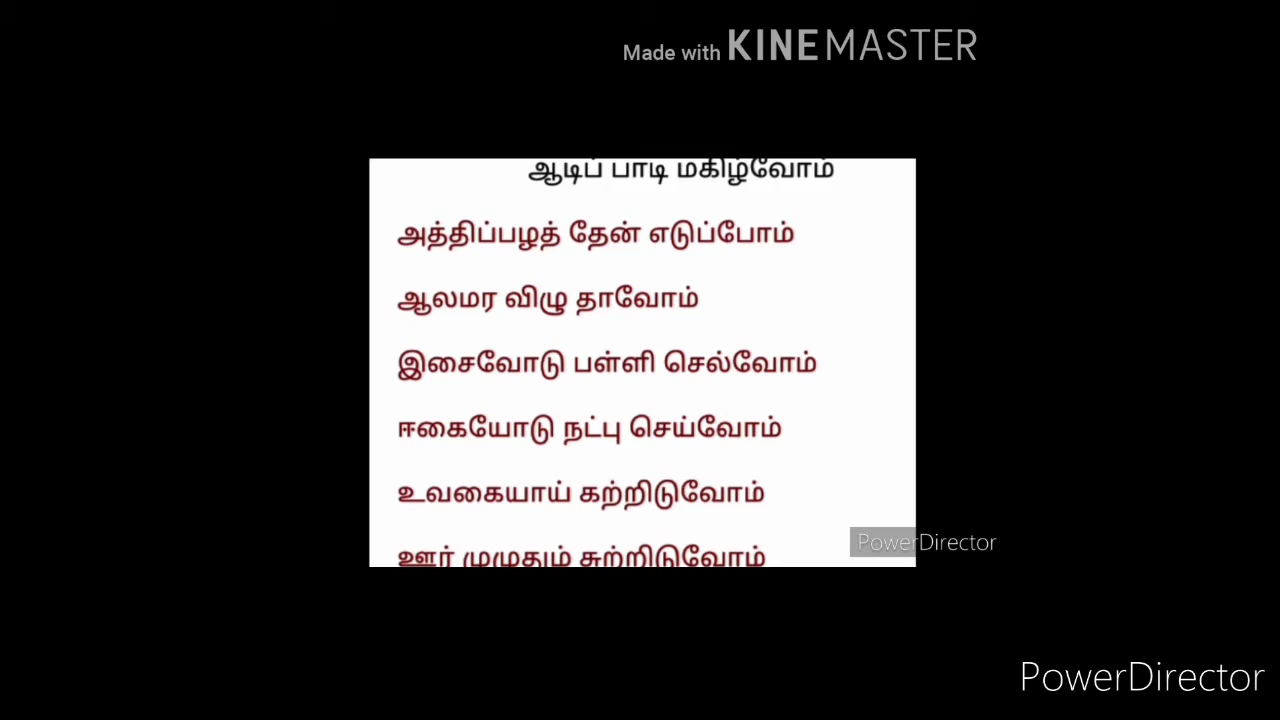 Made with KINEMASTER
ஆடிப் பாடி மகிழ்வோம்
அத்திப்பழத் தேன் எடுப்போம்
ஆலமர விழு தாவோம்
இசைவோடு பள்ளி செல்வோம்
ஈகையோடு நட்பு செய்வோம்
உவகையாய் கற்றிடுவோம்
ஊர் முழுதும் சுற்றிடுவோம்
PowerDirector
PowerDirector